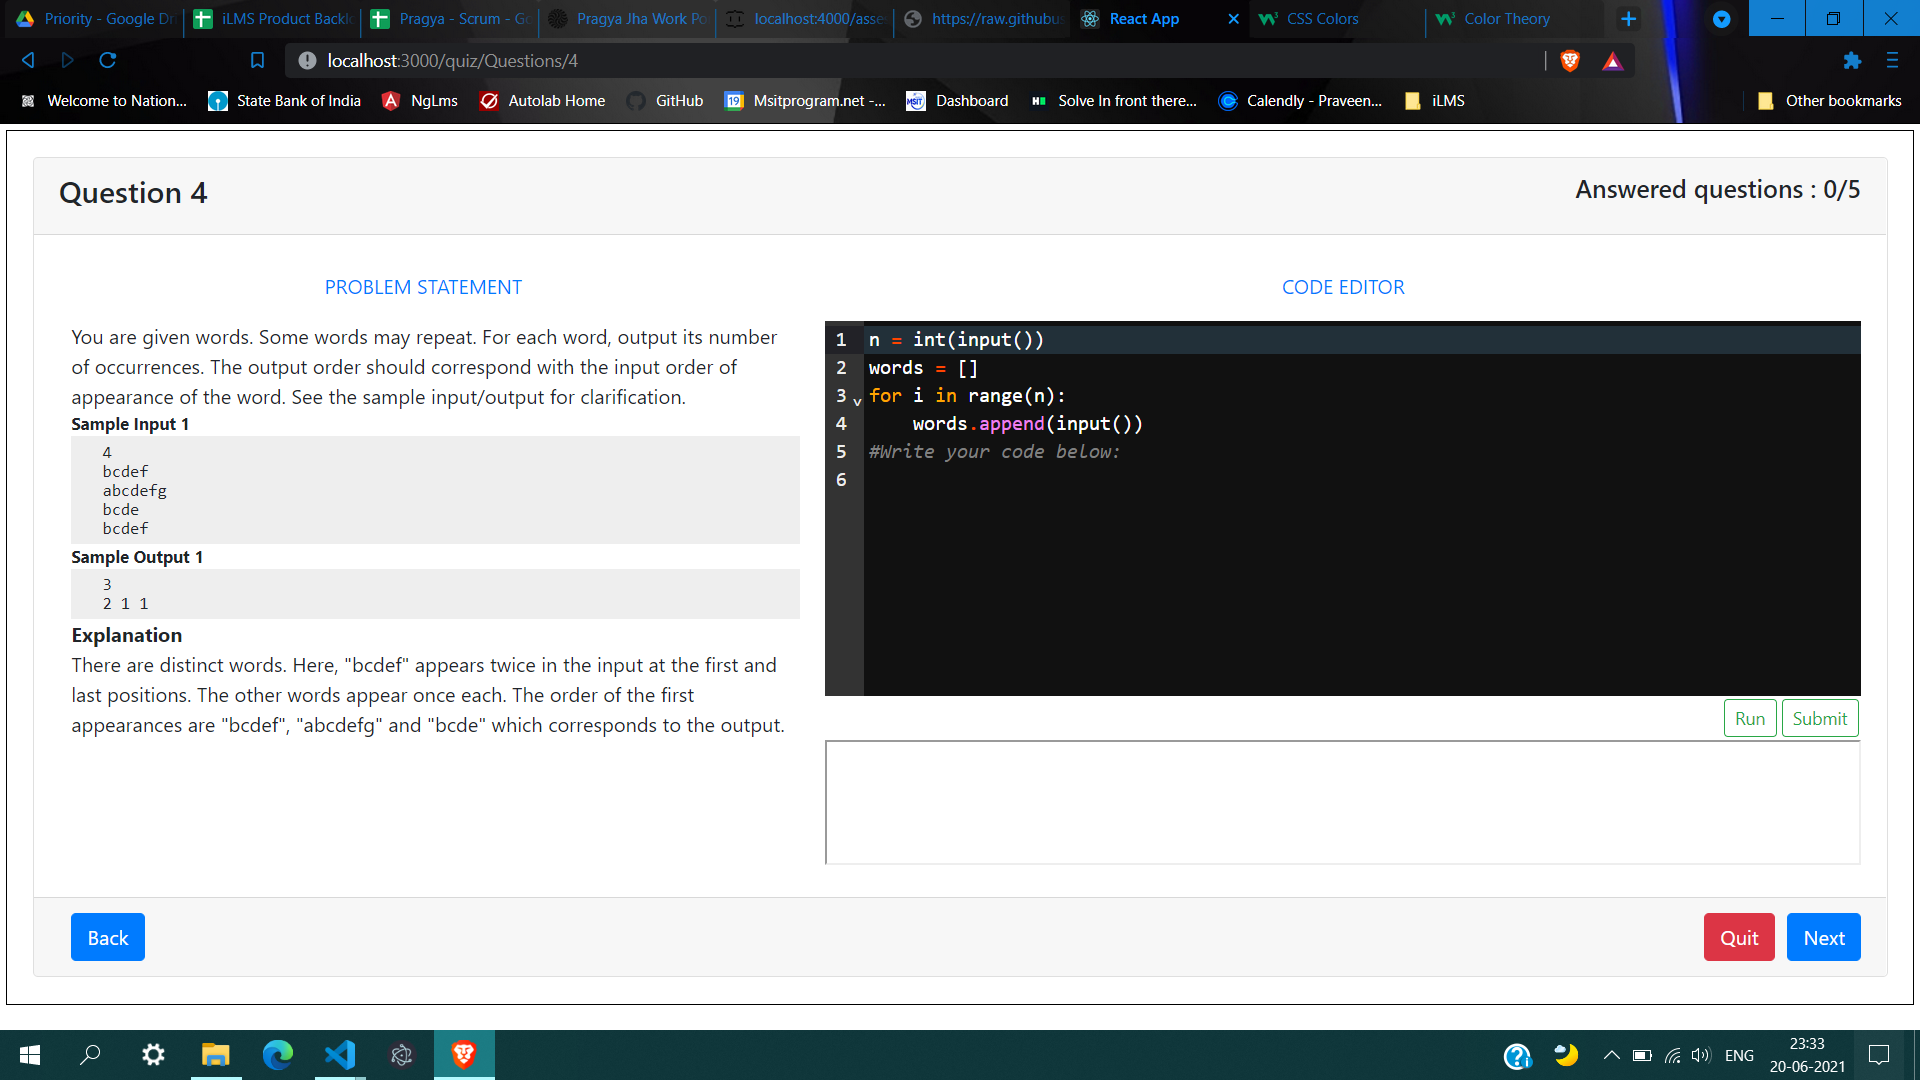 Priority - Google Dr
iLMS Product Backlo
Pragya - Scrum - Go
Pragya Jha Work Po
localhost:4000/asse
https://raw.githubus
React App
CSS Colors
Color Theory
localhost:3000/quiz/Questions/4
Welcome to Nation...
State Bank of India
NgLms
Autolab Home
GitHub
19
Msitprogram.net -...
MSIT
Dashboard
Solve In front there...
Calendly - Praveen...
iLMS
Other bookmarks
Question 4
Answered questions : 0/5
PROBLEM STATEMENT
You are given words. Some words may repeat. For each word, output its number
of occurrences. The output order should correspond with the input order of
appearance of the word. See the sample input/output for clarification.
Sample Input 1
4
bcdef
abcdefg
bcde
bcdef
Sample Output 1
3
2 1 1
Explanation
There are distinct words. Here, "bcdef" appears twice in the input at the first and
last positions. The other words appear once each. The order of the first
appearances are "bcdef", "abcdefg" and "bcde" which corresponds to the output.
CODE EDITOR
1 n = int(input())
2 words = []
3 for i in range(n):
4 words.append(input())
5 #Write your code below:
6
Run
Submit
Back
Quit
Next
ENG
23:33
20-06-2021